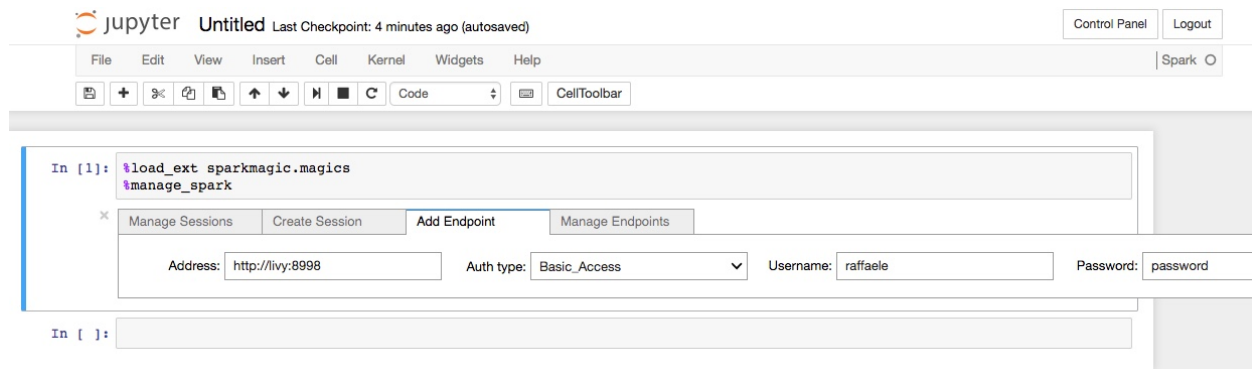 jupyter Untitled Last Checkpoint: 4 minutes ago (autosaved) Control Panel Logout
File Edit View Insert Cell Kernel Widgets Help Spark
Code CellToolbar
In [1]: %load_ext sparkmagic.magics
%manage_spark
Manage Sessions Create Session Add Endpoint Manage Endpoints
Address: http://livy:8998 Auth type: Basic_Access Username: raffaele Password: password
In [ ]: